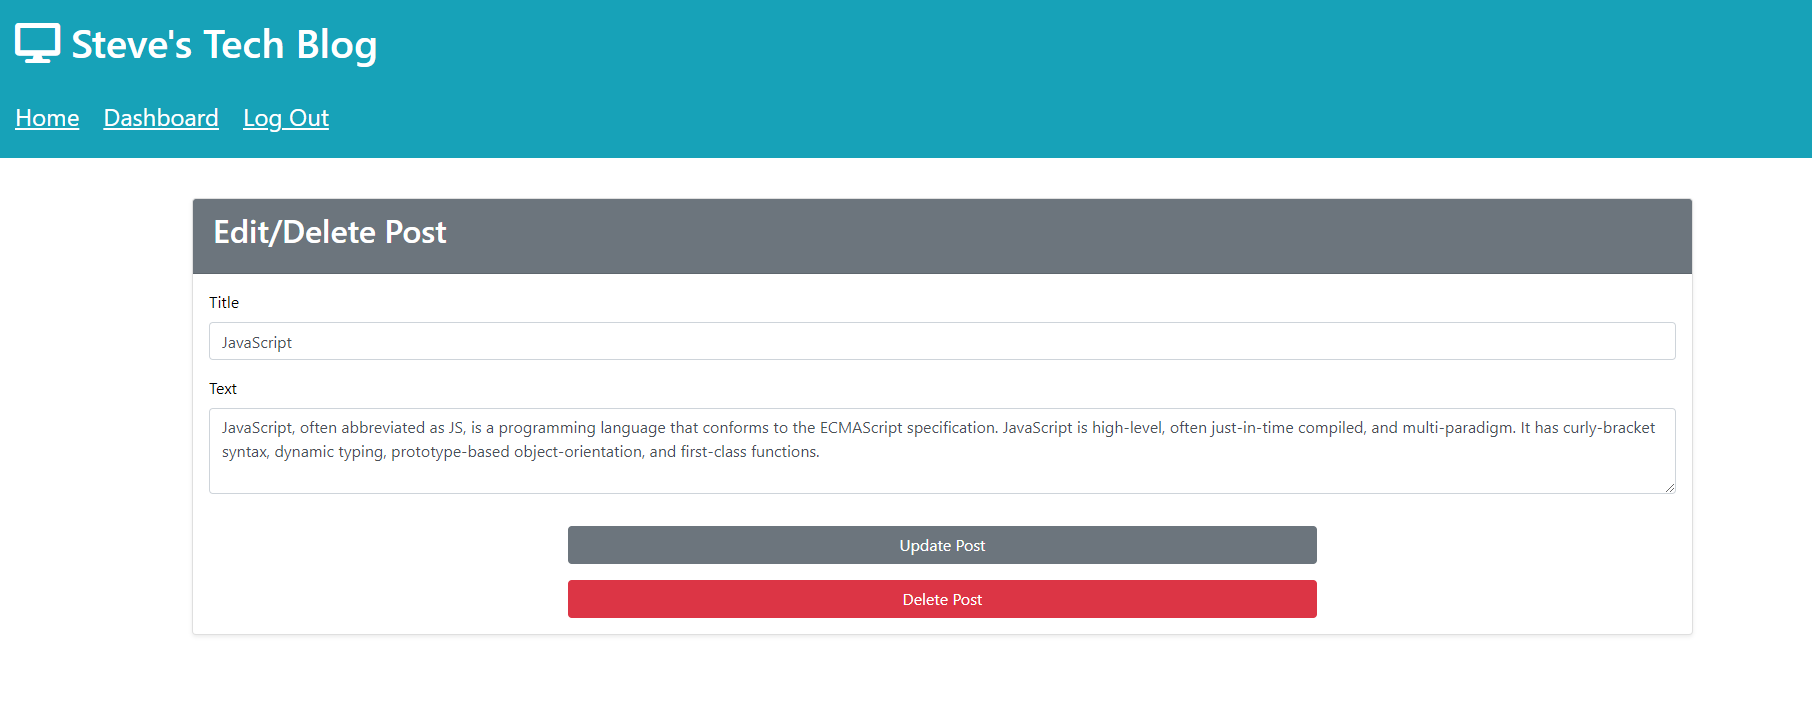 Steve's Tech Blog
Home Dashboard Log Out
Edit/Delete Post
Title
JavaScript
Text
JavaScript, often abbreviated as JS, is a programming language that conforms to the ECMAScript specification. JavaScript is high-level, often just-in-time compiled, and multi-paradigm. It has curly-bracket
syntax, dynamic typing, prototype-based object-orientation, and first-class functions.
Update Post
Delete Post